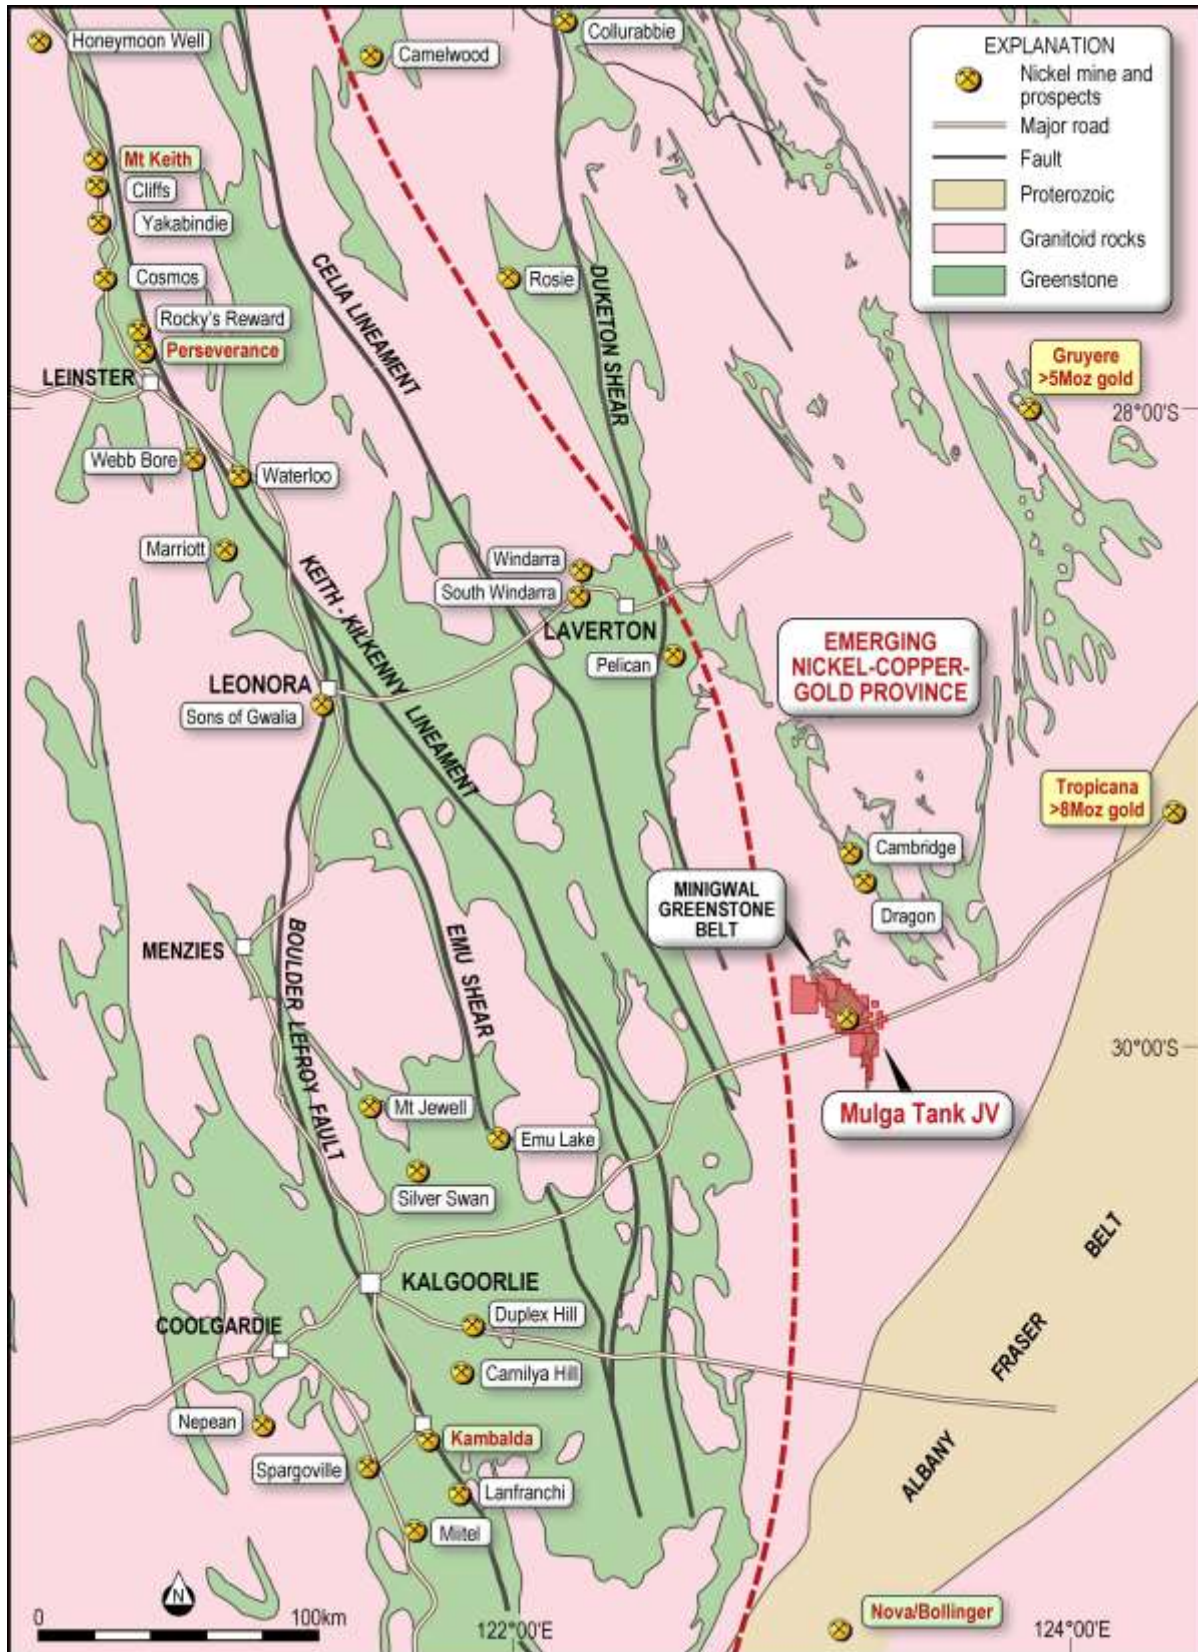 Honeymoon Well
Camelwood
Collurabbie
EXPLANATION
Nickel mine and
prospects
Major road
Fault
Proterozoic
Granitoid rocks
Greenstone
Mt Keith
Cliffs
Yakabindie
Cosmos
Rocky's Reward
Perseverance
LEINSTER
CELIA LINEAMENT
Rosie
DUKETON SHEAR
Gruyere
>5Moz gold
28°00'S
Webb Bore
Waterloo
Marriott
KEITH - KILKENNY LINEAMENT
Windarra
South Windarra
LAVERTON
Pelican
EMERGING
NICKEL-COPPER-
GOLD PROVINCE
LEONORA
Sons of Gwalia
Tropicana
>8Moz gold
Cambridge
Dragon
MINIGWAL
GREENSTONE
BELT
MENZIES
BOULDER LEFROY FAULT
EMU SHEAR
30°00'S
Mulga Tank JV
Mt Jewell
Emu Lake
Silver Swan
KALGOORLIE
COOLGARDIE
Duplex Hill
Carnilya Hill
Nepean
Kambalda
Spargoville
Lanfranchi
Miitel
ALBANY FRASER BELT
Nova/Bollinger
N
0 100km
122°00'E
124°00'E